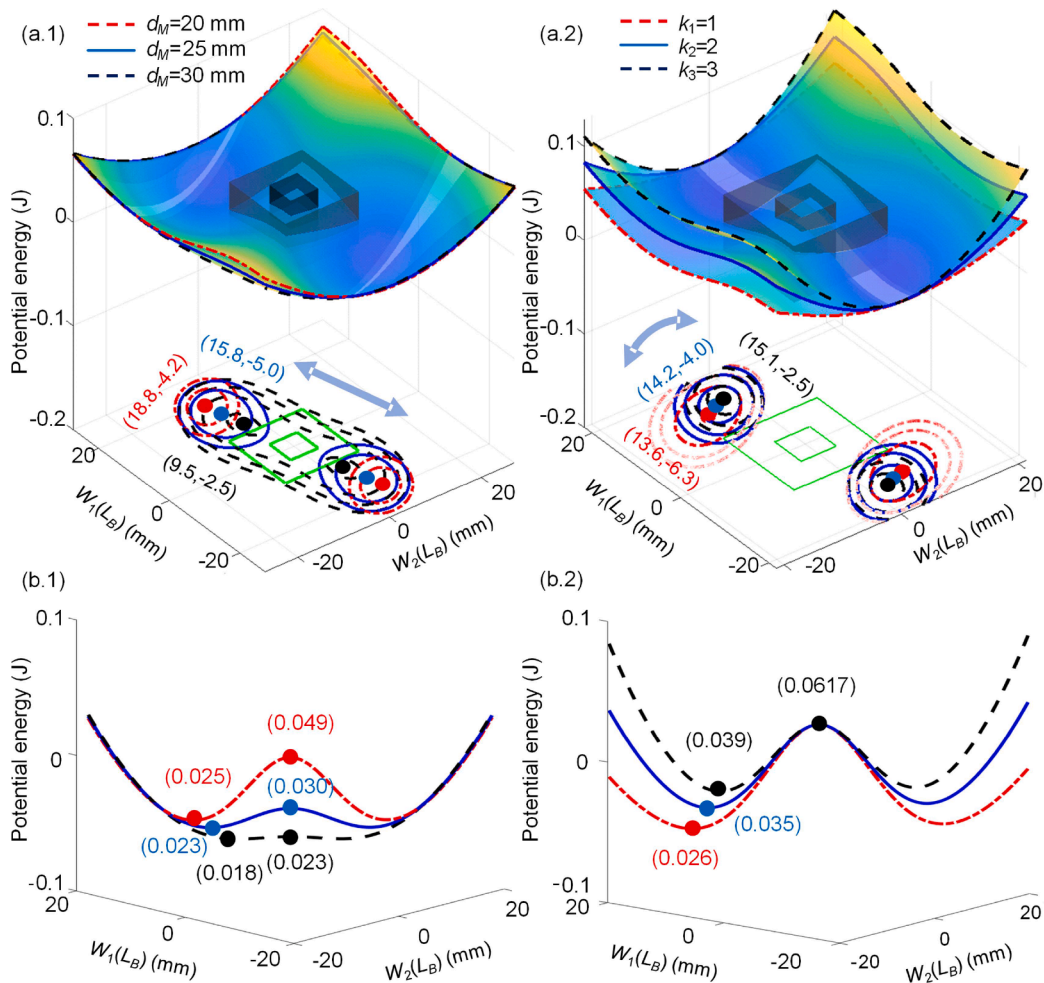 (a.1)
d_M=20 mm
d_M=25 mm
d_M=30 mm
Potential energy (J)
0.1
0
-0.1
-0.2
(18.8,-4.2)
(15.8,-5.0)
(9.5,-2.5)
20
0
-20
W_1(L_B) (mm)
-20
0
20
W_2(L_B) (mm)
(a.2)
k_1=1
k_2=2
k_3=3
Potential energy (J)
0.1
0
-0.1
-0.2
(14.2,-4.0)
(15.1,-2.5)
(13.6,-6.3)
20
0
-20
W_1(L_B) (mm)
-20
0
20
W_2(L_B) (mm)
(b.1)
Potential energy (J)
0.1
0
-0.1
(0.049)
(0.025)
(0.030)
(0.023)
(0.018)
(0.023)
20
0
-20
W_1(L_B) (mm)
-20
0
20
W_2(L_B) (mm)
(b.2)
Potential energy (J)
0.1
0
-0.1
(0.0617)
(0.039)
(0.035)
(0.026)
20
0
-20
W_1(L_B) (mm)
-20
0
20
W_2(L_B) (mm)